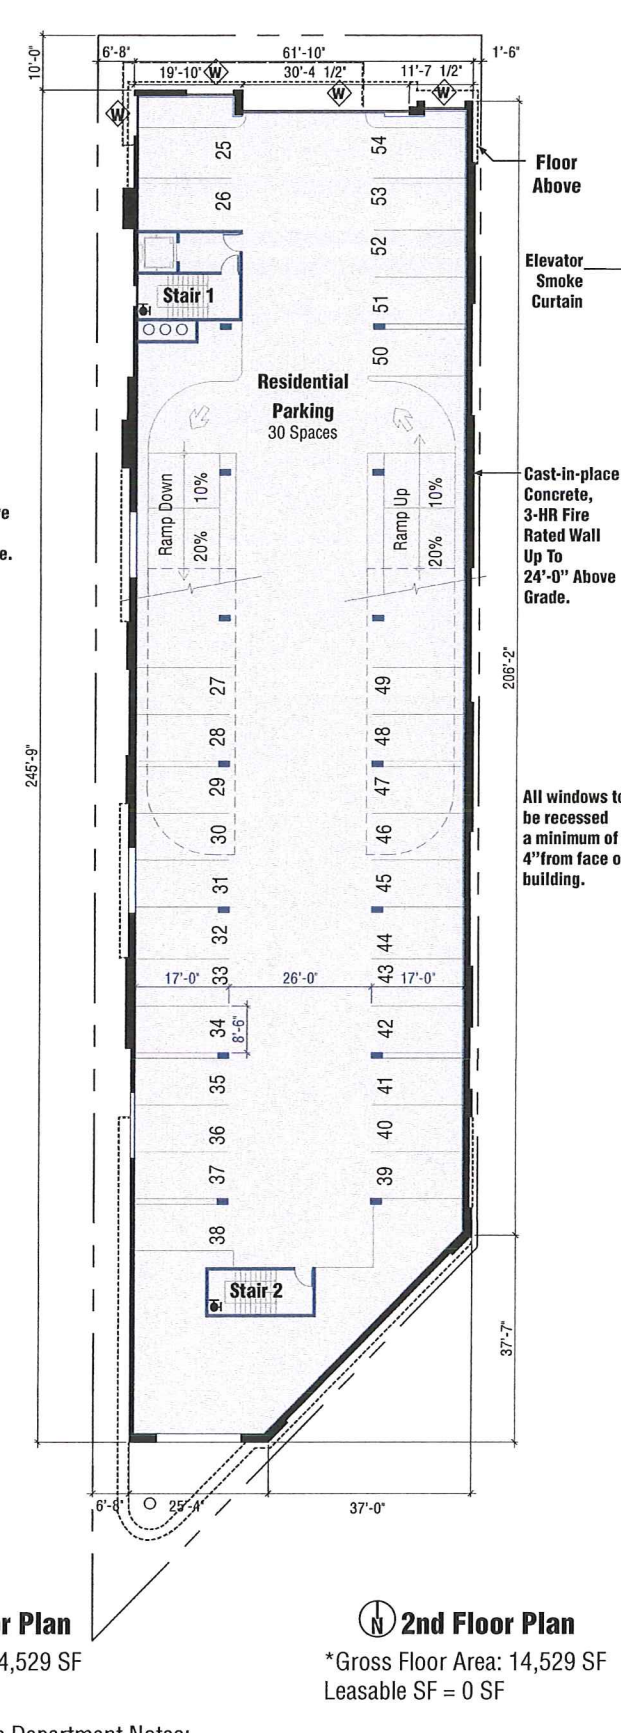 6'-8"
61'-10"
1'-6"
10'-0"
19'-10"
W
30'-4 1/2"
11'-7 1/2"
W
W
W
25
54
Floor
Above
26
53
52
Elevator
Smoke
Curtain
Stair 1
51
50
Residential
Parking
30 Spaces
Ramp Down
10%
20%
Ramp Up
10%
20%
Cast-in-place
Concrete,
3-HR Fire
Rated Wall
Up To
24'-0" Above
Grade.
e.
206'-2"
245'-9"
27
49
28
48
29
47
30
46
All windows to
be recessed
a minimum of
4"from face o
building.
31
45
32
44
33
43
17'-0"
26'-0"
17'-0"
34
8'-6"
42
35
41
36
40
37
39
38
Stair 2
37'-7"
6'-8"
25'-4"
37'-0"
r Plan
4,529 SF
N
2nd Floor Plan
*Gross Floor Area: 14,529 SF
Leasable SF = 0 SF
Department Notes: